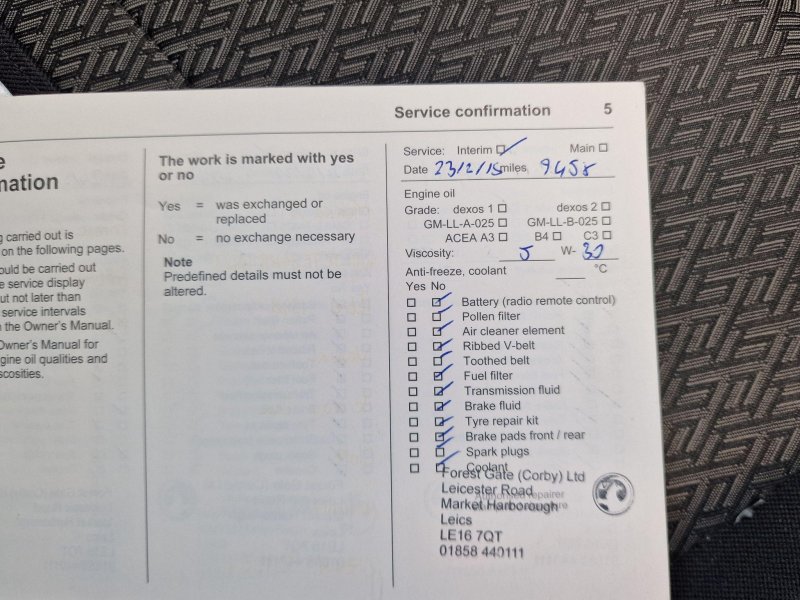 Service confirmation 5
e
mation
g carried out is
on the following pages.
ould be carried out
e service display
ut not later than
service intervals
the Owner's Manual.
Owner's Manual for
gine oil qualities and
scosities.
The work is marked with yes
or no
Yes = was exchanged or
replaced
No = no exchange necessary
Note
Predefined details must not be
altered.
Service: Interim Main
Date 23/2/15 miles 9458
Engine oil
Grade: dexos 1 dexos 2
GM-LL-A-025 GM-LL-B-025
ACEA A3 B4 C3
Viscosity: 5 W- 30
Anti-freeze, coolant °C
Yes No
Battery (radio remote control)
Pollen filter
Air cleaner element
Ribbed V-belt
Toothed belt
Fuel filter
Transmission fluid
Brake fluid
Tyre repair kit
Brake pads front / rear
Spark plugs
Coolant
Forest Gate (Corby) Ltd
Leicester Road
repairer
Market Harborough
Leics
LE16 7QT
01858 440111